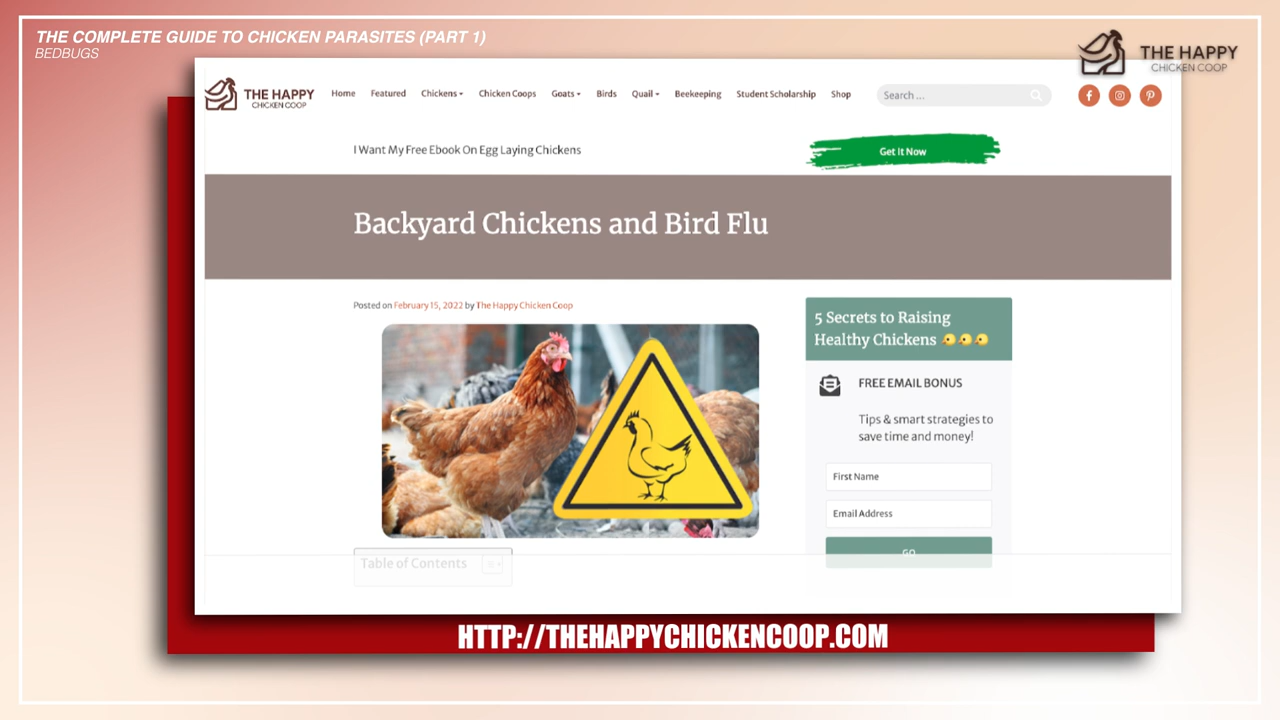 THE COMPLETE GUIDE TO CHICKEN PARASITES (PART 1)
BEDBUGS
THE HAPPY
CHICKEN COOP
THE HAPPY
CHICKEN COOP
Home Featured Chickens Chicken Coops Goats Birds Quail Beekeeping Student Scholarship Shop
Search ...
I Want My Free Ebook On Egg Laying Chickens
Get It Now
Backyard Chickens and Bird Flu
Posted on February 15, 2022 by The Happy Chicken Coop
5 Secrets to Raising
Healthy Chickens
FREE EMAIL BONUS
Tips & smart strategies to
save time and money!
First Name
Email Address
GO
Table of Contents
HTTP://THEHAPPYCHICKENCOOP.COM